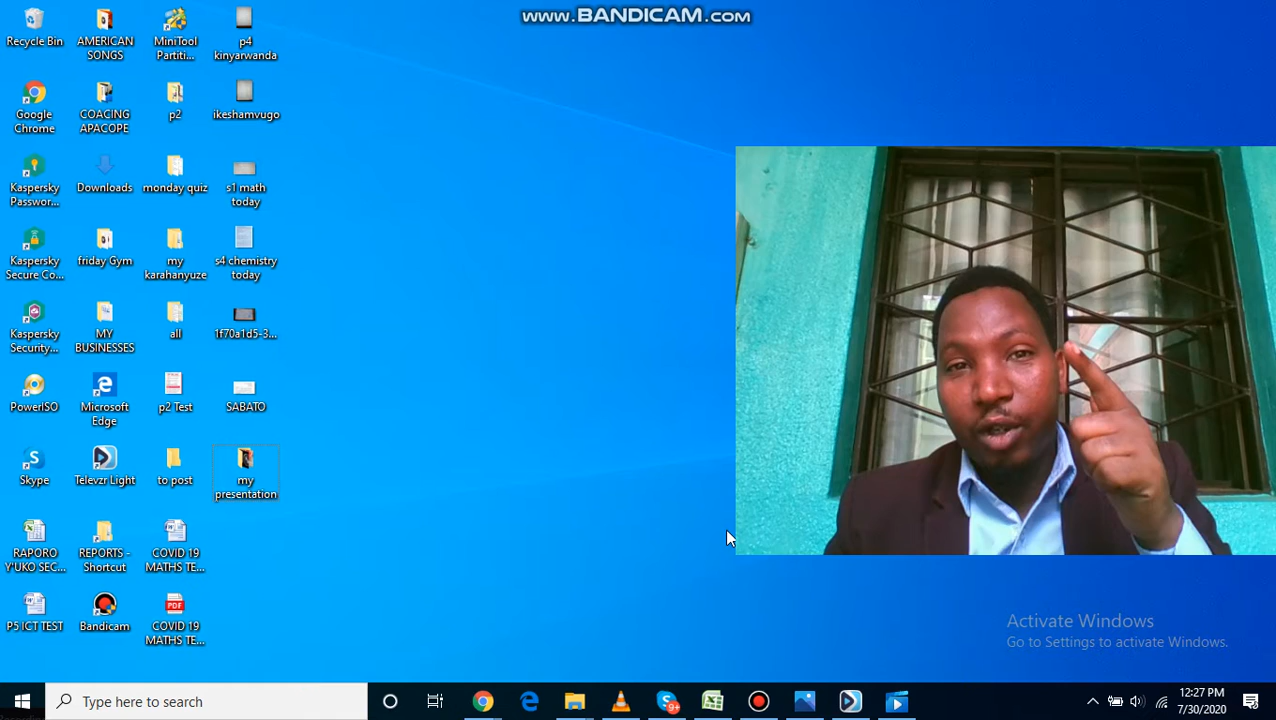 WWW.BANDICAM.COM
Recycle Bin
AMERICAN
SONGS
MiniTool
Partiti...
p4
kinyarwanda
Google
Chrome
COACING
APACOPE
p2
ikeshamvugo
Kaspersky
Passwor...
Downloads
monday quiz
s1 math
today
Kaspersky
Secure Co...
friday Gym
my
karahanyuze
s4 chemistry
today
Kaspersky
Security...
MY
BUSINESSES
all
1f70a1d5-3...
PowerISO
Microsoft
Edge
p2 Test
SABATO
Skype
Televzr Light
to post
my
presentation
RAPORO
Y'UKO SEC...
REPORTS -
Shortcut
COVID 19
MATHS TE...
P5 ICT TEST
Bandicam
PDF
COVID 19
MATHS TE...
Activate Windows
Go to Settings to activate Windows.
Type here to search
9+
12:27 PM
7/30/2020